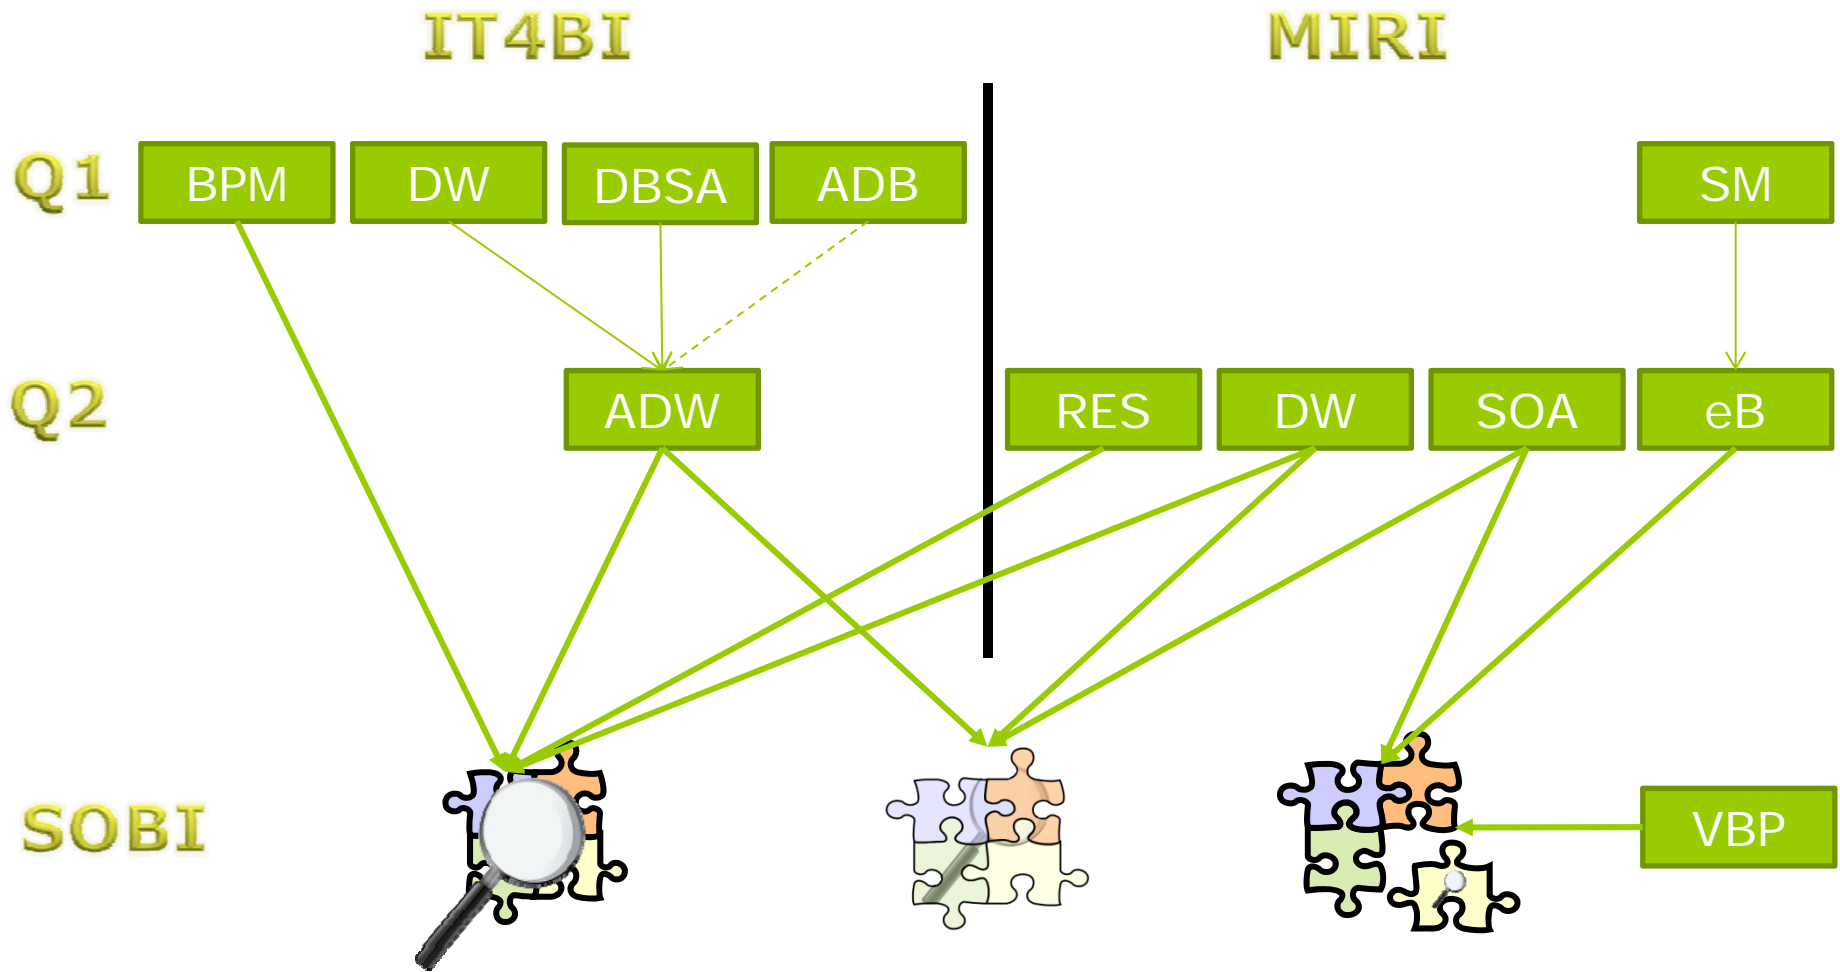 IT4BI
MIRI
Q1
BPM
DW
DBSA
ADB
SM
Q2
ADW
RES
DW
SOA
eB
SOBI
VBP